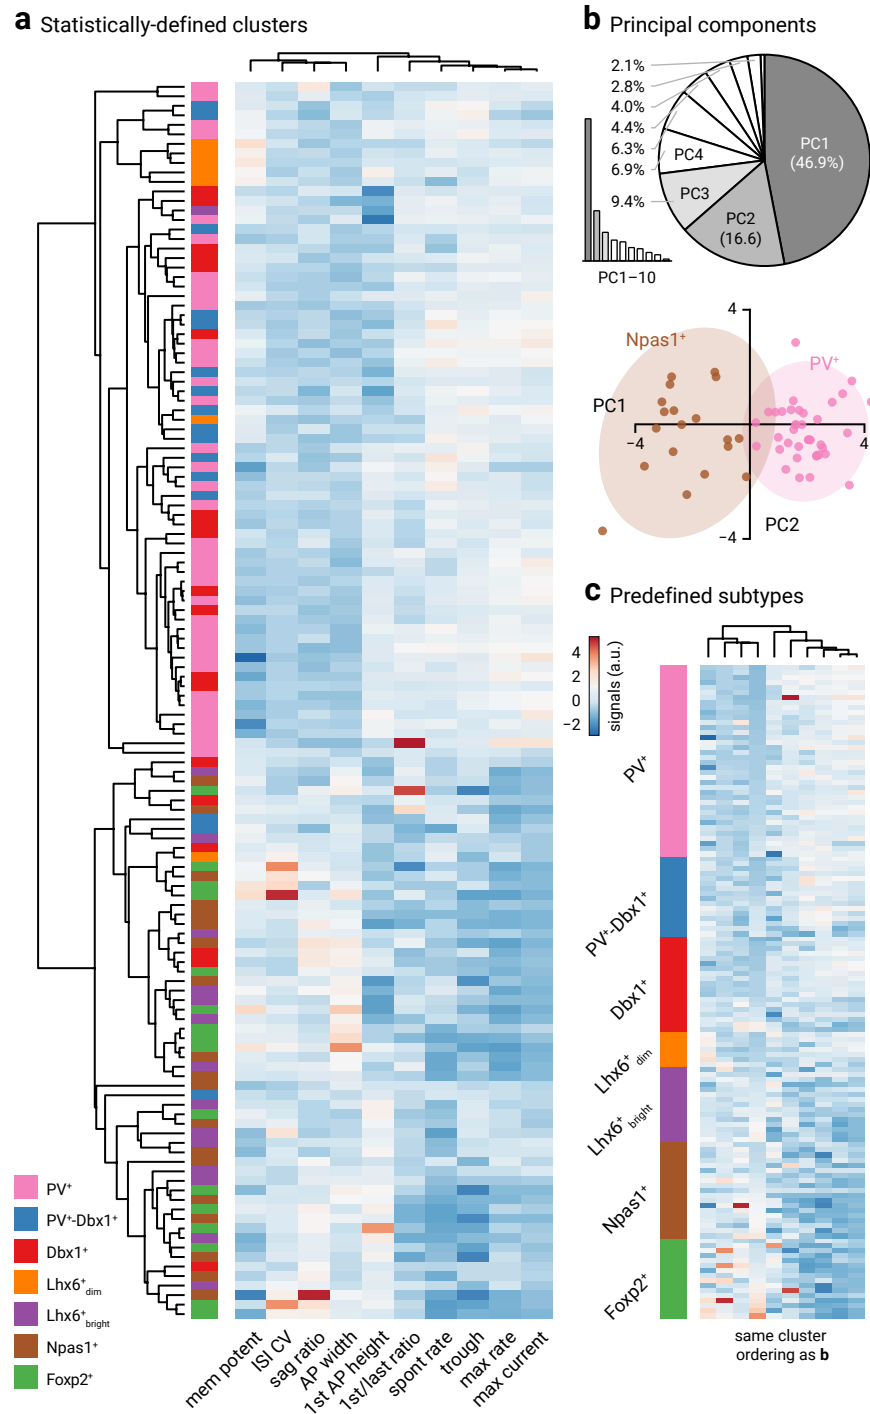 a Statistically-defined clusters
mem potent
ISI CV
sag ratio
AP width
1st AP height
1st/last ratio
spont rate
trough
max rate
max current
PV+
PV+-Dbx1+
Dbx1+
Lhx6+dim
Lhx6+bright
Npas1+
Foxp2+
b Principal components
2.1%
2.8%
4.0%
4.4%
6.3%
6.9%
9.4%
PC1
(46.9%)
PC2
(16.6)
PC3
PC4
PC1–10
4
Npas1+
PV+
PC1
−4
4
PC2
−4
c Predefined subtypes
4
2
0
−2
signals (a.u.)
PV+
PV+-Dbx1+
Dbx1+
Lhx6+dim
Lhx6+bright
Npas1+
Foxp2+
same cluster
ordering as b